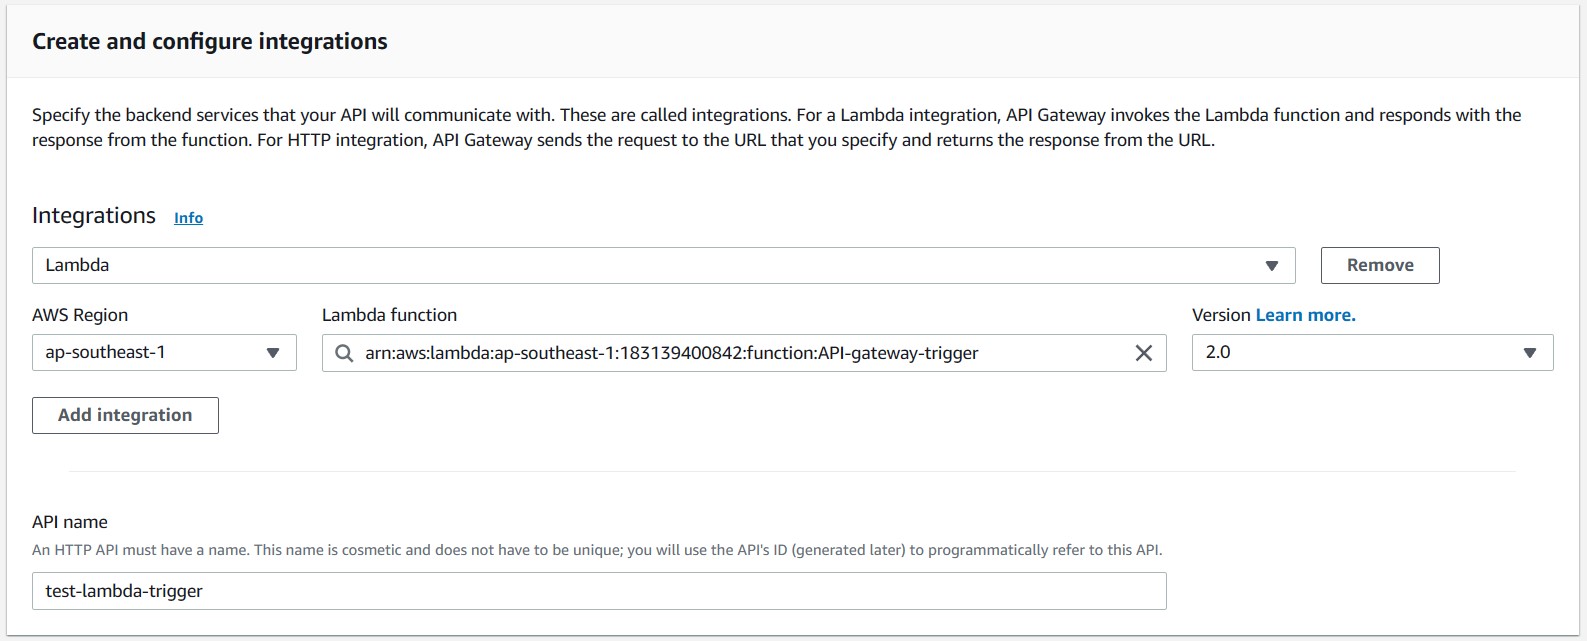 Create and configure integrations
Specify the backend services that your API will communicate with. These are called integrations. For a Lambda integration, API Gateway invokes the Lambda function and responds with the
response from the function. For HTTP integration, API Gateway sends the request to the URL that you specify and returns the response from the URL.
Integrations Info
Lambda
Remove
AWS Region
Lambda function
Version Learn more.
ap-southeast-1
arn:aws:lambda:ap-southeast-1:183139400842:function:API-gateway-trigger
2.0
Add integration
API name
An HTTP API must have a name. This name is cosmetic and does not have to be unique; you will use the API's ID (generated later) to programmatically refer to this API.
test-lambda-trigger